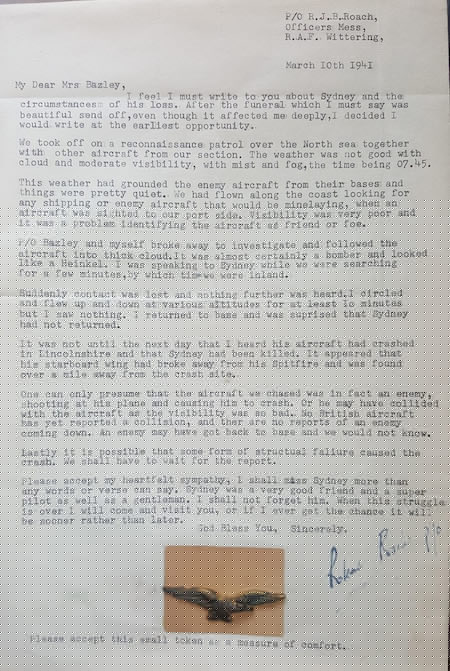 P/O R.J.B.Roach,
Officers Mess,
R.A.F. Wittering,
March 10th 1941
My Dear Mrs Bazley,
I feel I must write to you about Sydney and the
circumstances of his loss. After the funeral which I must say was
beautiful send off,even though it affected me deeply,I decided I
would write at the earliest opportunity.
We took off on a reconnaissance patrol over the North sea together
with other aircraft from our section. The weather was not good with
cloud and moderate visibility, with mist and fog,the time being 07.45.
This weather had grounded the enemy aircraft from their bases and
things were pretty quiet. We had flown along the coast looking for
any shipping or enemy aircraft that would be minelaying, when an
aircraft was sighted to our port side. Visibility was very poor and
it was a problem identifying the aircraft as friend or foe.
P/O Bazley and myself broke away to investigate and followed the
aircraft into thick cloud.It was almost certainly a bomber and looked
like a Heinkel. I was speaking to Sydney while we were searching
for a few minutes,by which time we were inland.
Suddenly contact was lost and nothing further was heard.I circled
and flew up and down at various altitudes for at least 10 minutes
but I saw nothing. I returned to base and was suprised that Sydney
had not returned.
It was not until the next day that I heard his aircraft had crashed
in Lincolnshire and that Sydney had been killed. It appeared that
his starboard wing had broke away from his Spitfire and was found
over a mile away from the crash site.
One can only presume that the aircraft we chased was in fact an enemy,
shooting at his plane and causing him to crash. Or he may have collided
with the aircraft as the visibility was so bad. No British aircraft
has yet reported a collision, and ther are no reports of an enemy
coming down. An enemy may have got back to base and we would not know.
Lastly it is possible that some form of structual failure caused the
crash. We shall have to wait for the report.
Please accept my heartfelt sympathy, I shall miss Sydney more than
any words or verse can say. Sydney was a very good friend and a super
pilot as well as a gentleman. I shall not forget him. When this struggle
is over I will come and visit you, or if I ever get the chance it will
be sooner rather than later.
God Bless You, Sincerely.
P/O
Please accept this small token as a measure of comfort.